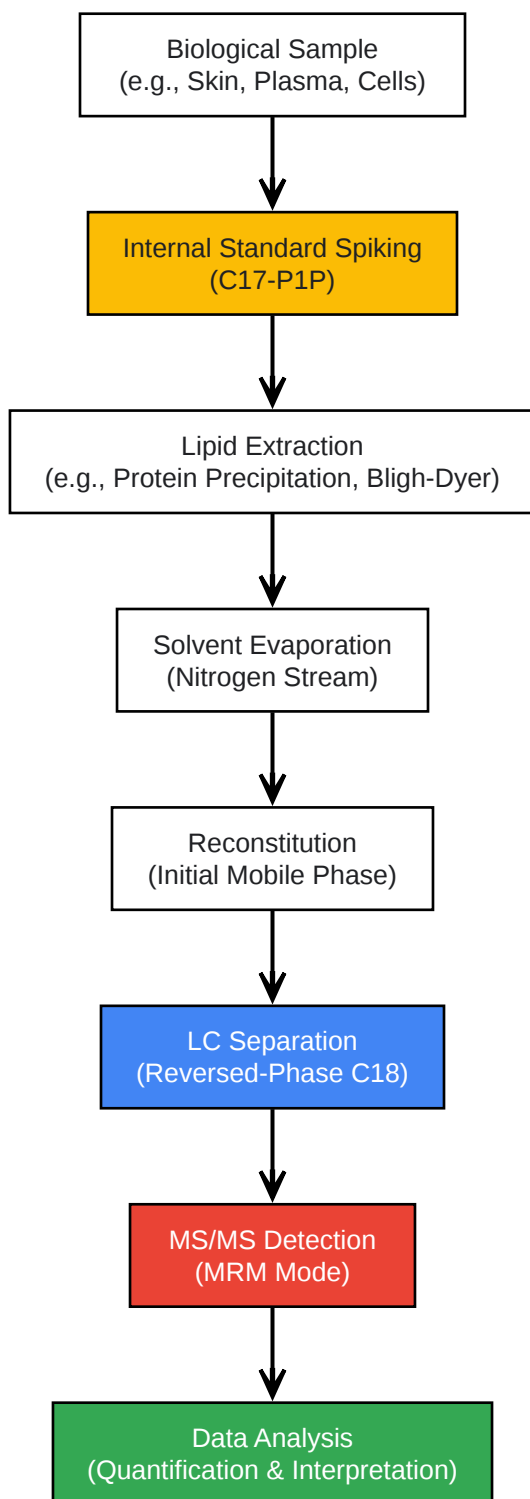 Biological Sample
(e.g., Skin, Plasma, Cells)
Internal Standard Spiking
(C17-P1P)
Lipid Extraction
(e.g., Protein Precipitation, Bligh-Dyer)
Solvent Evaporation
(Nitrogen Stream)
Reconstitution
(Initial Mobile Phase)
LC Separation
(Reversed-Phase C18)
MS/MS Detection
(MRM Mode)
Data Analysis
(Quantification & Interpretation)